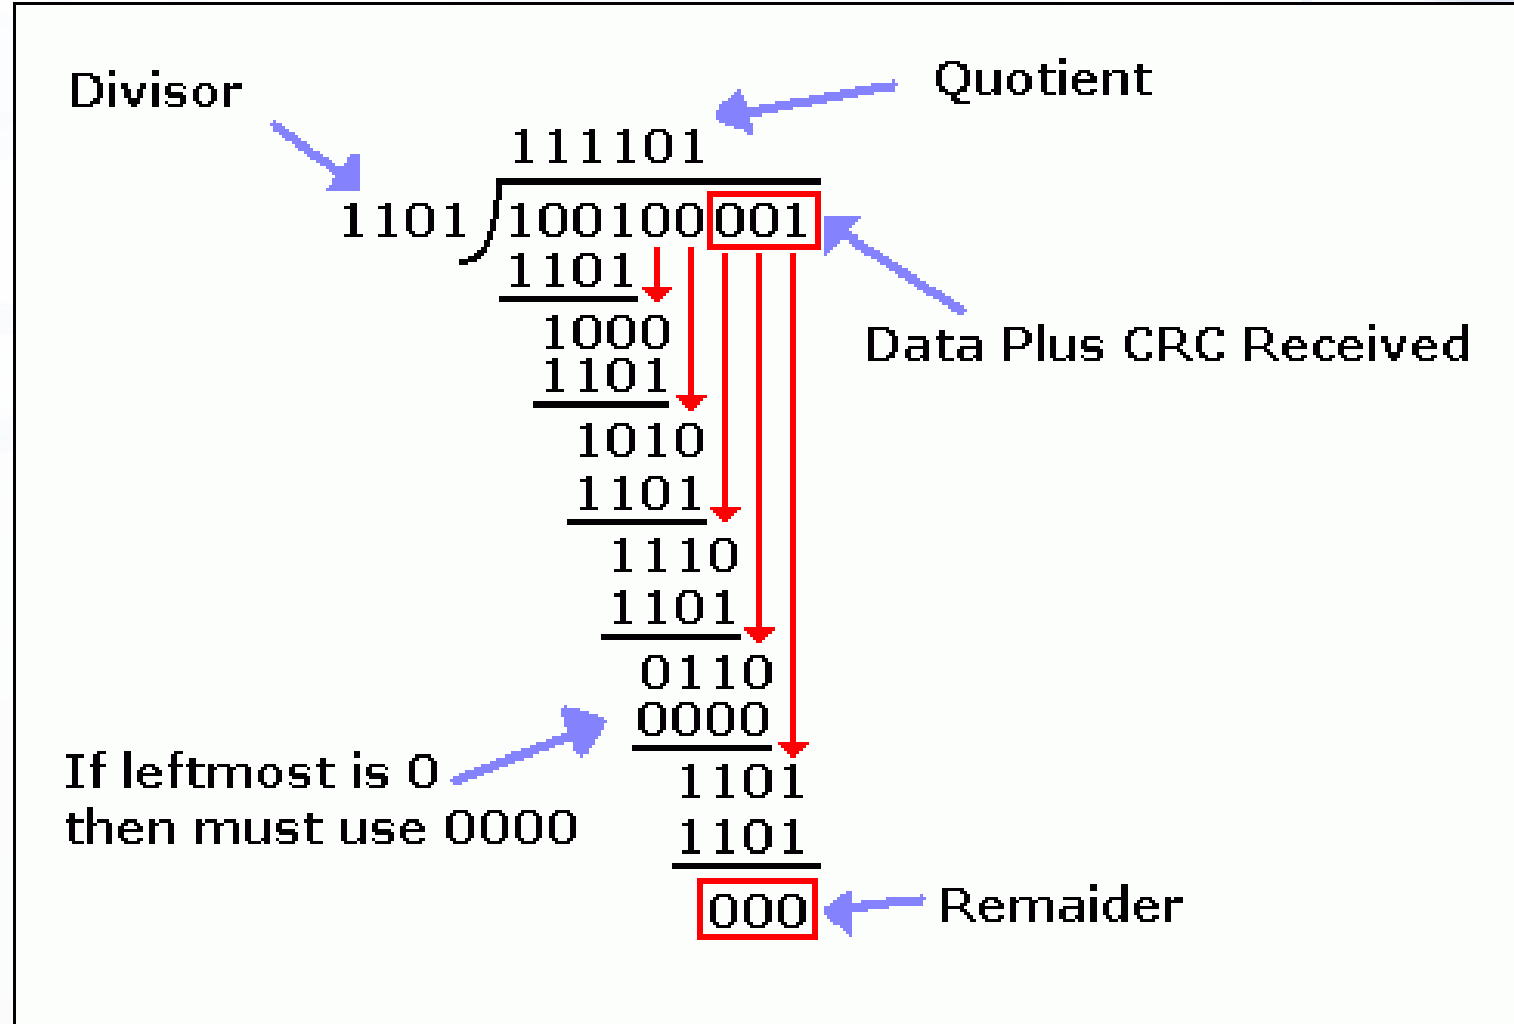 Divisor
Quotient
111101
1101 100100001
1101
1000
1101
1010
Data Plus CRC Received
1101
1110
1101
0110
0000
If leftmost is 0
then must use 0000
1101
1101
000
Remaider